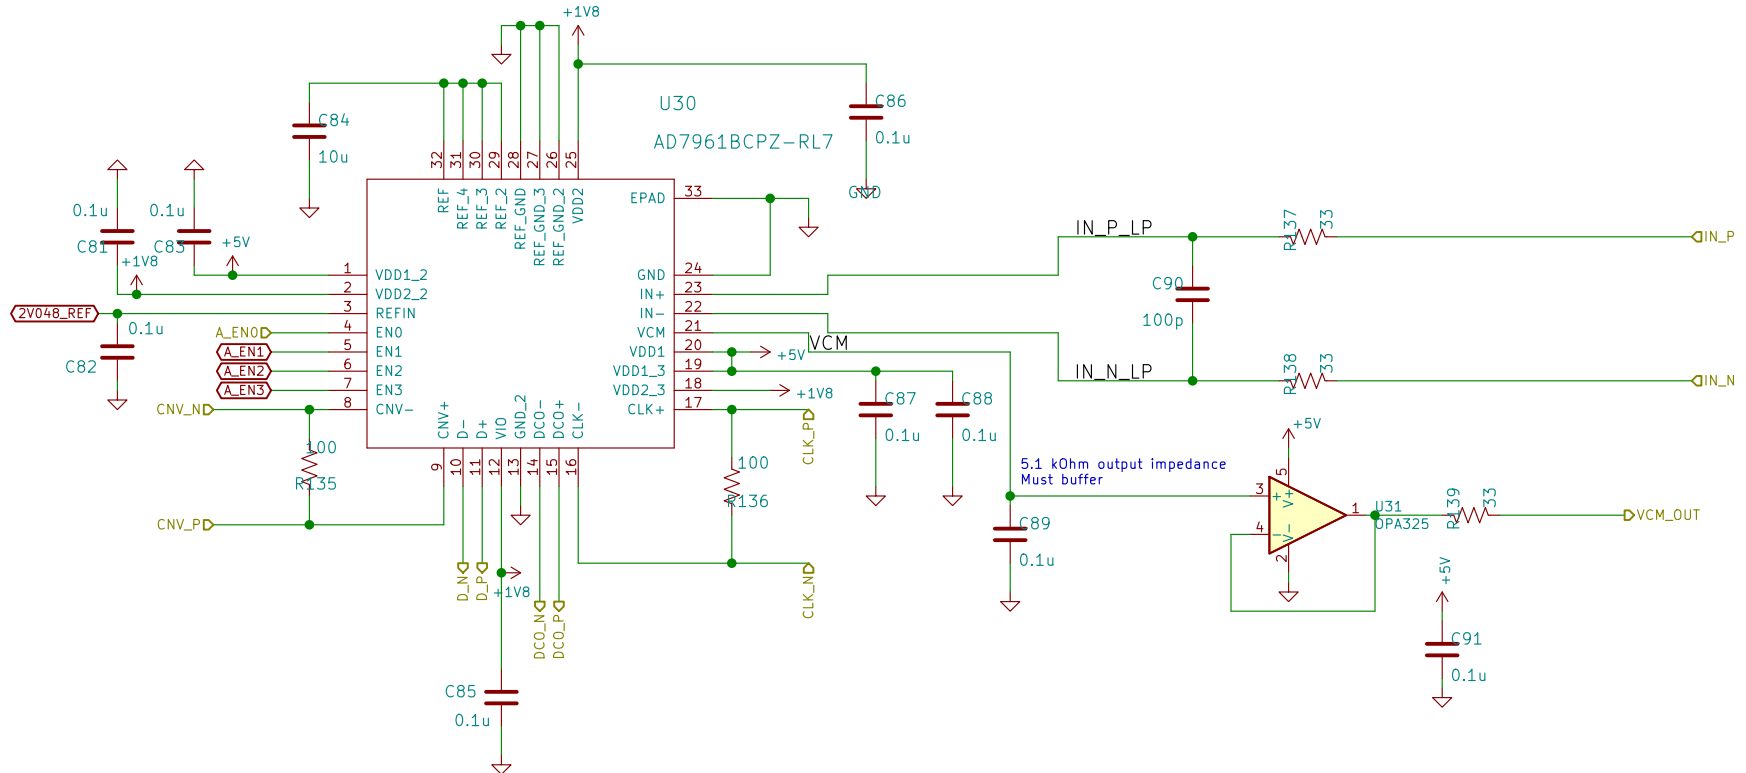 +1V8
C84
10u
U30
AD7961BCPZ-RL7
C86
0.1u
GND
32
31
30
29
28
27
26
25
REF
REF_4
REF_3
REF_2
REF_GND
REF_GND_3
REF_GND_2
VDD2
0.1u
C81
0.1u
C83
+5V
+1V8
2V048_REF
0.1u
C82
A_EN0
A_EN1
A_EN2
A_EN3
CNV_N
CNV_P
100
R135
1 VDD1_2
2 VDD2_2
3 REFIN
4 EN0
5 EN1
6 EN2
7 EN3
8 CNV-
EPAD 33
GND 24
IN+ 23
IN- 22
VCM 21
VDD1 20
VDD1_3 19
VDD2_3 18
CLK+ 17
CNV+
D-
D+
VIO
GND_2
DCO-
DCO+
CLK-
9
10
11
12
13
14
15
16
D_N
D_P
+1V8
DCO_N
DCO_P
C85
0.1u
VCM
+5V
+1V8
CLK_P
100
R136
CLK_N
C87
0.1u
C88
0.1u
IN_P_LP
R137
33
IN_P
C90
100p
IN_N_LP
R138
33
IN_N
5.1 kOhm output impedance
Must buffer
C89
0.1u
+5V
5
3
+
V+
4
-
V-
2
1
U31
OPA325
R139
33
VCM_OUT
+5V
C91
0.1u